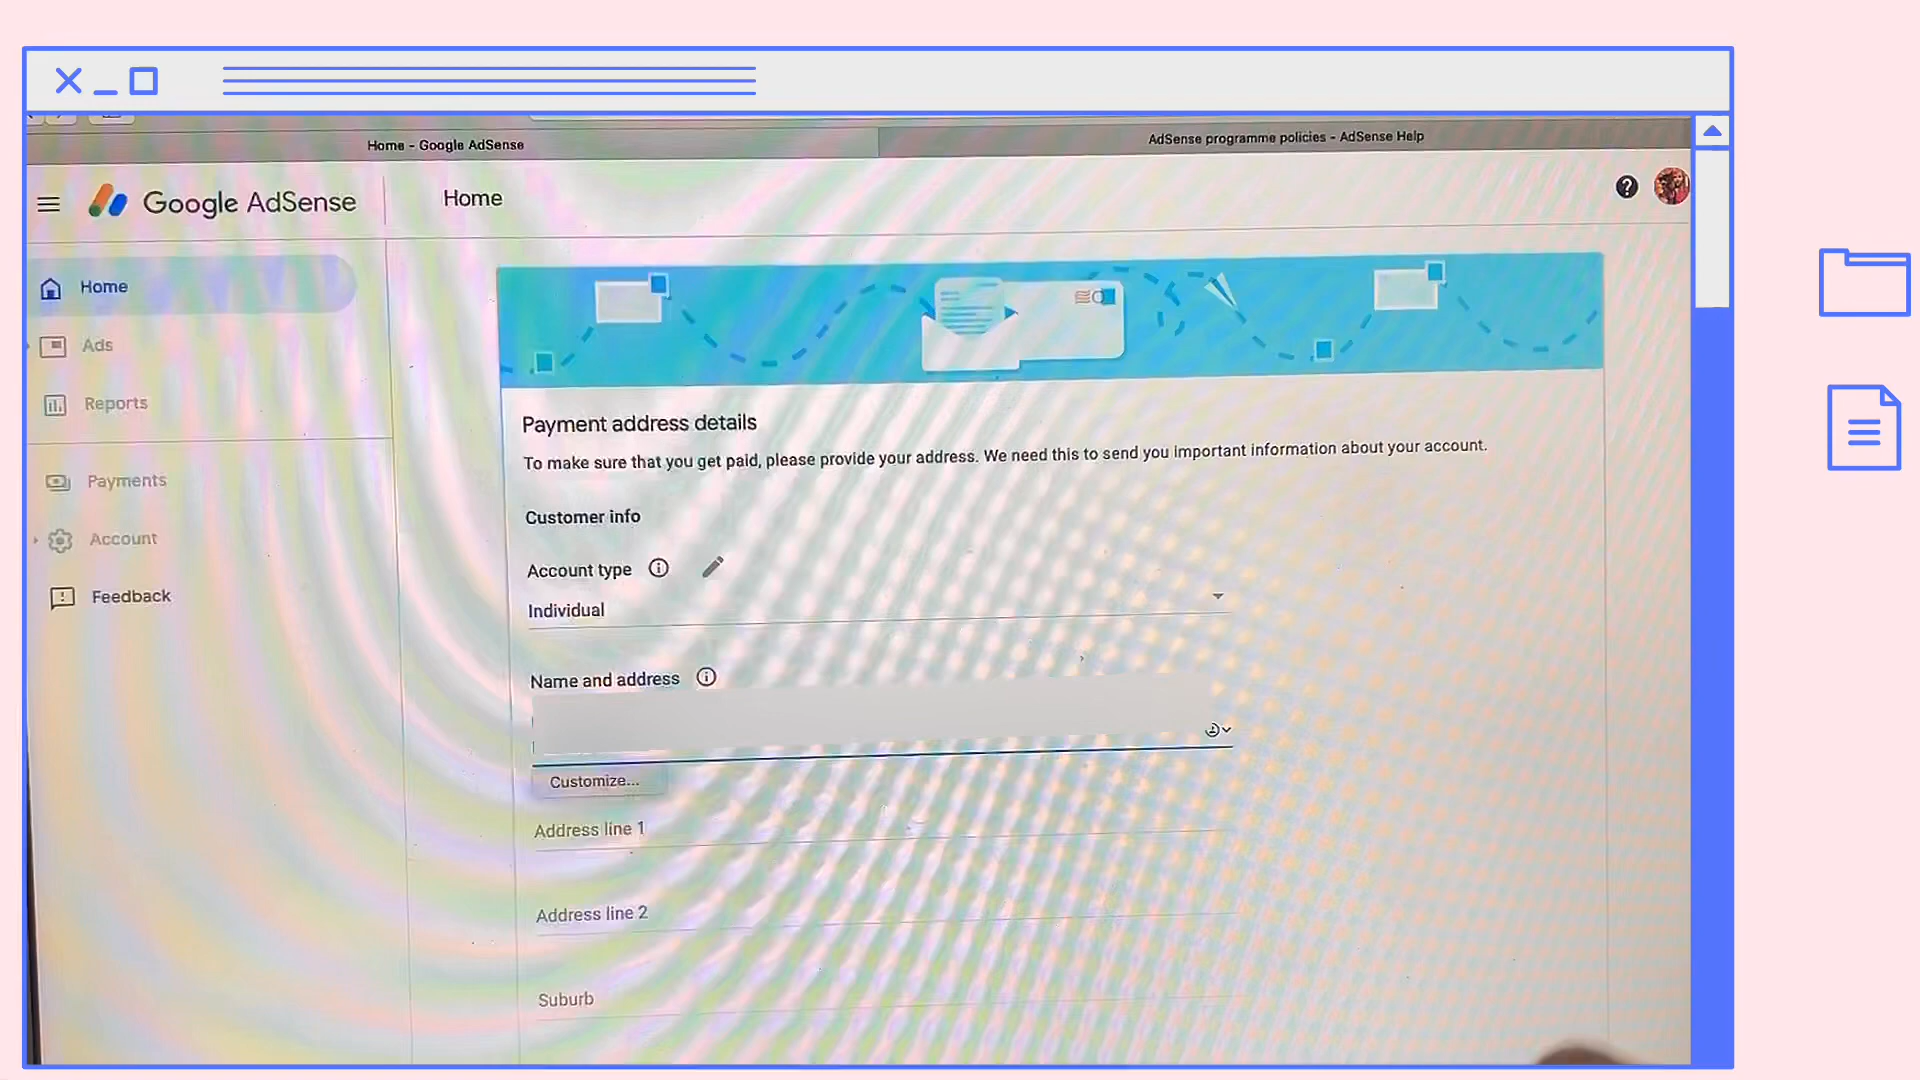 Home - Google AdSense
AdSense programme policies - AdSense Help
Google AdSense
Home
Home
Ads
Reports
Payments
Account
Feedback
Payment address details
To make sure that you get paid, please provide your address. We need this to send you important information about your account.
Customer info
Account type
Individual
Name and address
Customize...
Address line 1
Address line 2
Suburb